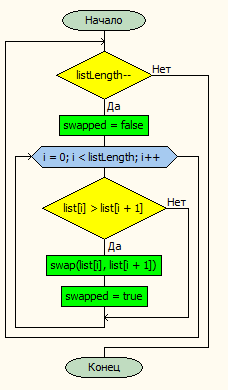 Начало
listLength--
Нет
Да
swapped = false
i = 0; i < listLength; i++
list[i] > list[i + 1]
Нет
Да
swap(list[i], list[i + 1])
swapped = true
Конец